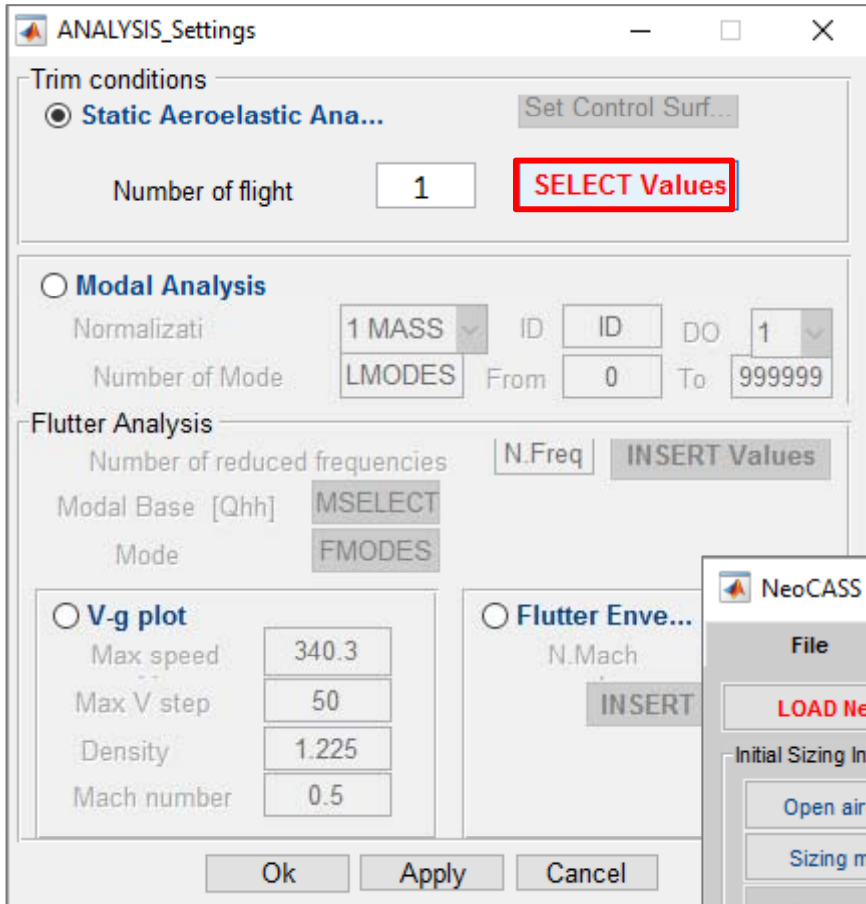 ANALYSIS_Settings
Trim conditions
Static Aeroelastic Ana...
Set Control Surf...
Number of flight
1
SELECT Values
Modal Analysis
Normalizati
1 MASS
ID
ID
DO
1
Number of Mode
LMODES
From
0
To
999999
Flutter Analysis
Number of reduced frequencies
N.Freq
INSERT Values
Modal Base [Qhh]
MSELECT
Mode
FMODES
V-g plot
Max speed
340.3
Max V step
50
Density
1.225
Mach number
0.5
Flutter Enve...
N.Mach
INSERT
Ok
Apply
Cancel
NeoCASS
File
LOAD Ne
Initial Sizing In
Open air
Sizing m